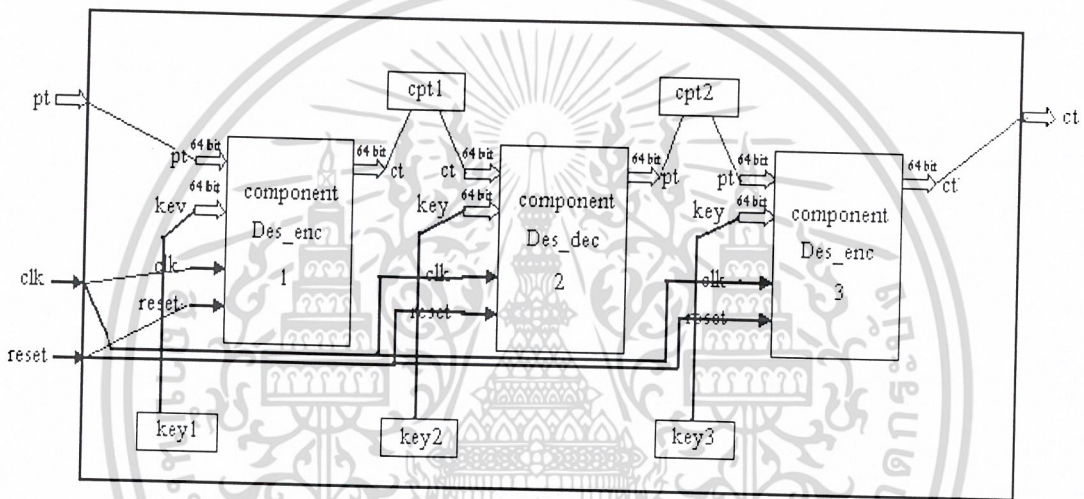 cpt1
cpt2
pt
ct
64 bit
64 bit
64 bit
64 bit
64 bit
64 bit
pt
ct
ct
pt
pt
ct
64 bit
64 bit
64 bit
component
Des_enc
1
component
Des_dec
2
component
Des_enc
3
key
key
key
clk
clk
clk
clk
reset
reset
reset
reset
key1
key2
key3